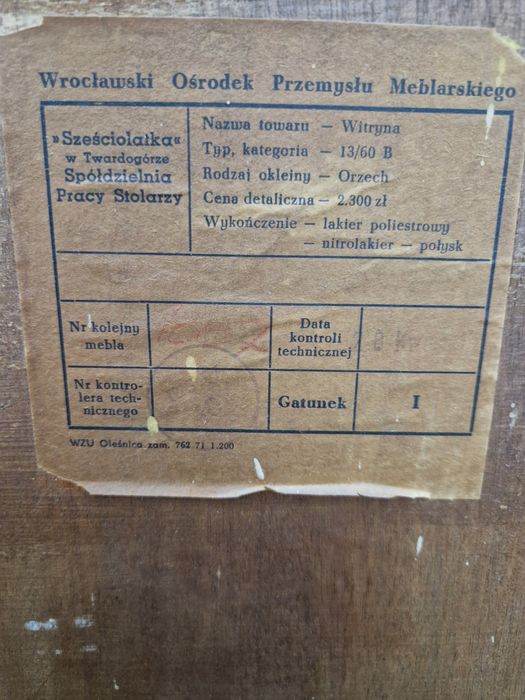 Wrocławski Ośrodek Przemysłu Meblarskiego
»Sześciolatka«
w Twardogórze
Spółdzielnia
Pracy Stolarzy
Nazwa towaru — Witryna
Typ, kategoria — 13/60 B
Rodzaj okleiny — Orzech
Cena detaliczna — 2.300 zł
Wykończenie — lakier poliestrowy
— nitrolakier — połysk
Nr kolejny
mebla
Data
kontroli
technicznej
Nr kontro-
lera tech-
nicznego
Gatunek
I
WZU Oleśnica zam. 762 71 1.200